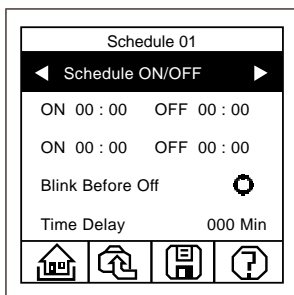 Schedule 01
Schedule ON/OFF
ON 00 : 00 OFF 00 : 00
ON 00 : 00 OFF 00 : 00
Blink Before Off
Time Delay 000 Min